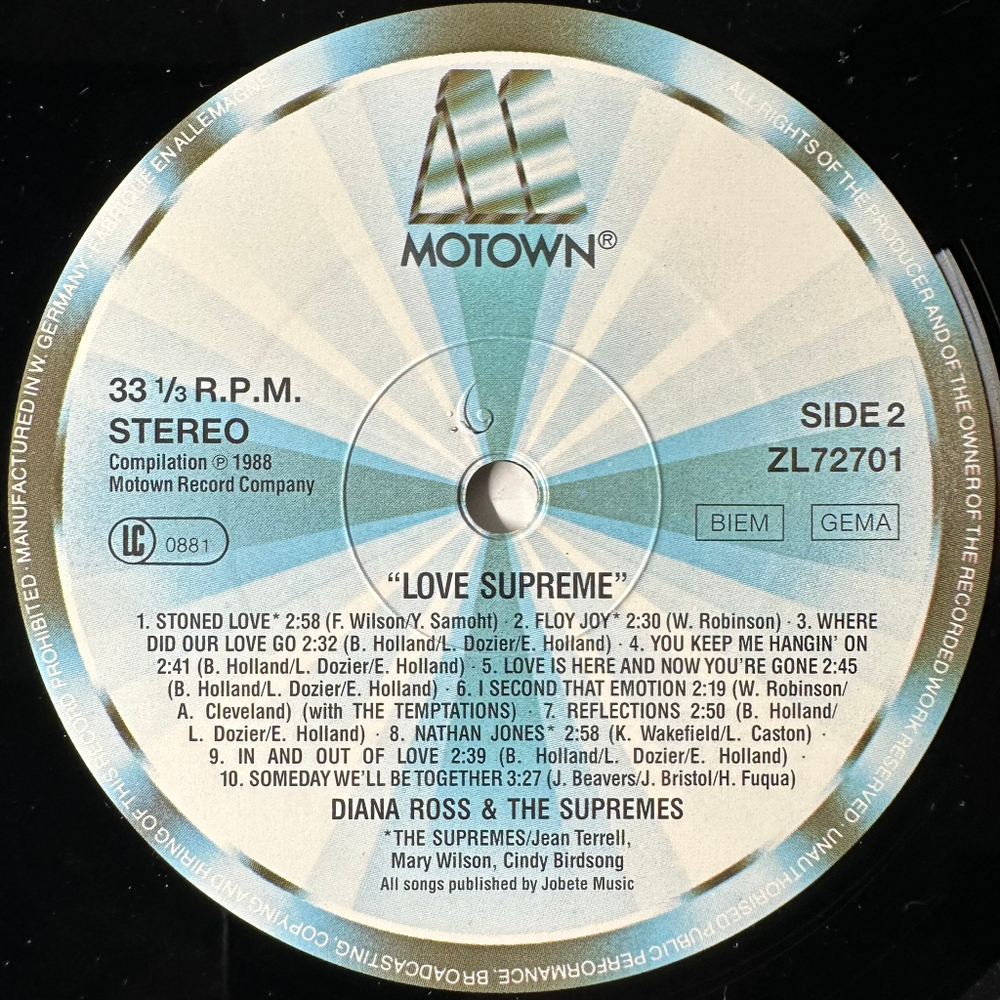 MOTOWN®
33 1/3 R.P.M.
STEREO
Compilation ℗ 1988
Motown Record Company
LC 0881
SIDE 2
ZL72701
BIEM GEMA
“LOVE SUPREME”
1. STONED LOVE* 2:58 (F. Wilson/Y. Samoht) · 2. FLOY JOY* 2:30 (W. Robinson) · 3. WHERE
DID OUR LOVE GO 2:32 (B. Holland/L. Dozier/E. Holland) · 4. YOU KEEP ME HANGIN’ ON
2:41 (B. Holland/L. Dozier/E. Holland) · 5. LOVE IS HERE AND NOW YOU’RE GONE 2:45
(B. Holland/L. Dozier/E. Holland) · 6. I SECOND THAT EMOTION 2:19 (W. Robinson/
A. Cleveland) (with THE TEMPTATIONS) · 7. REFLECTIONS 2:50 (B. Holland/
L. Dozier/E. Holland) · 8. NATHAN JONES* 2:58 (K. Wakefield/L. Caston) ·
9. IN AND OUT OF LOVE 2:39 (B. Holland/L. Dozier/E. Holland) ·
10. SOMEDAY WE’LL BE TOGETHER 3:27 (J. Beavers/J. Bristol/H. Fuqua)
DIANA ROSS & THE SUPREMES
*THE SUPREMES/Jean Terrell,
Mary Wilson, Cindy Birdsong
All songs published by Jobete Music
ALL RIGHTS OF THE PRODUCER AND OF THE OWNER OF THE RECORDED WORK RESERVED · UNAUTHORISED PUBLIC PERFORMANCE, BROADCASTING, COPYING AND HIRING OF THIS RECORD PROHIBITED · MANUFACTURED IN W. GERMANY · FABRIQUE EN ALLEMAGNE